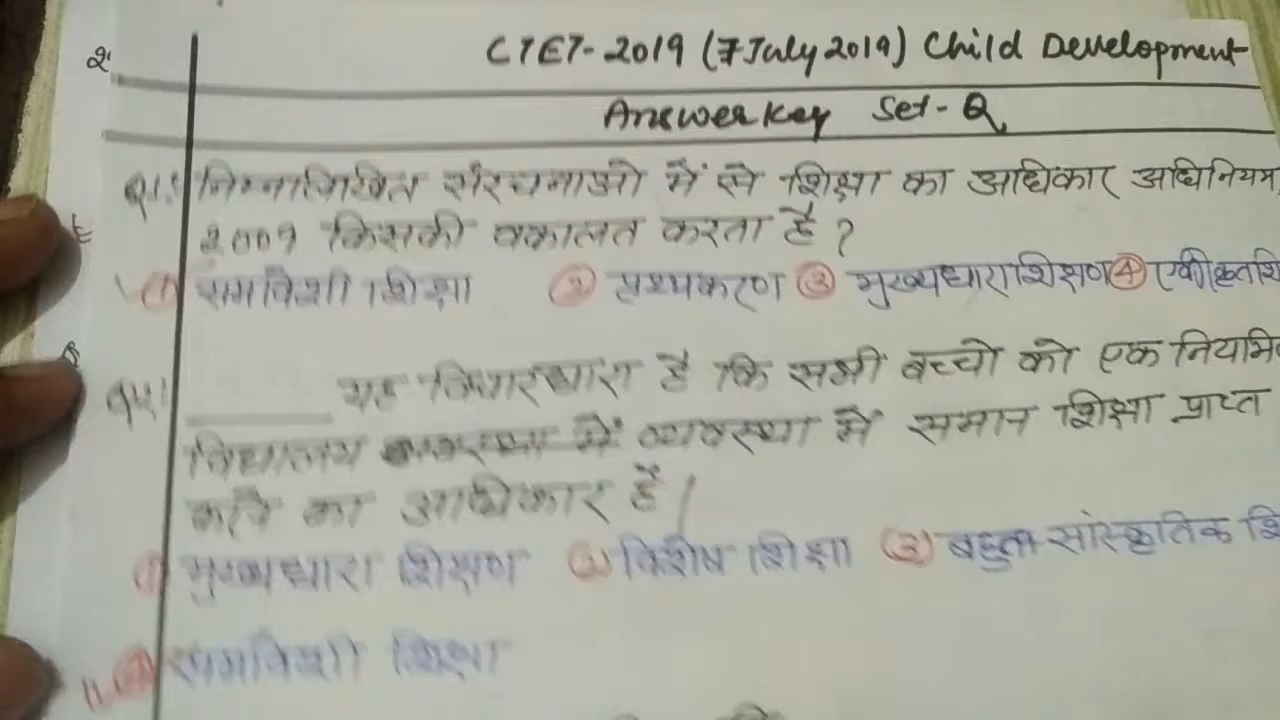 2.
CTET-2019 (7 July 2019) Child Development
Answer Key Set-Q
Q1. निम्नलिखित संरचनाओ में से शिक्षा का अधिकार अधिनियम
2009 किसकी वकालत करता है ?
(1) समावेशी शिक्षा (2) पृथक्करण (3) मुख्यधारा शिक्षण (4) एकीकृत शि
_____ यह विचारधारा है कि सभी बच्चो को एक नियमि
विद्यालय व्यवस्था में समान शिक्षा प्राप्त
करने का अधिकार है।
(1) मुख्यधारा शिक्षण (2) विशेष शिक्षा (3) बहुत सांस्कृतिक शि
समावेशी शिक्षा